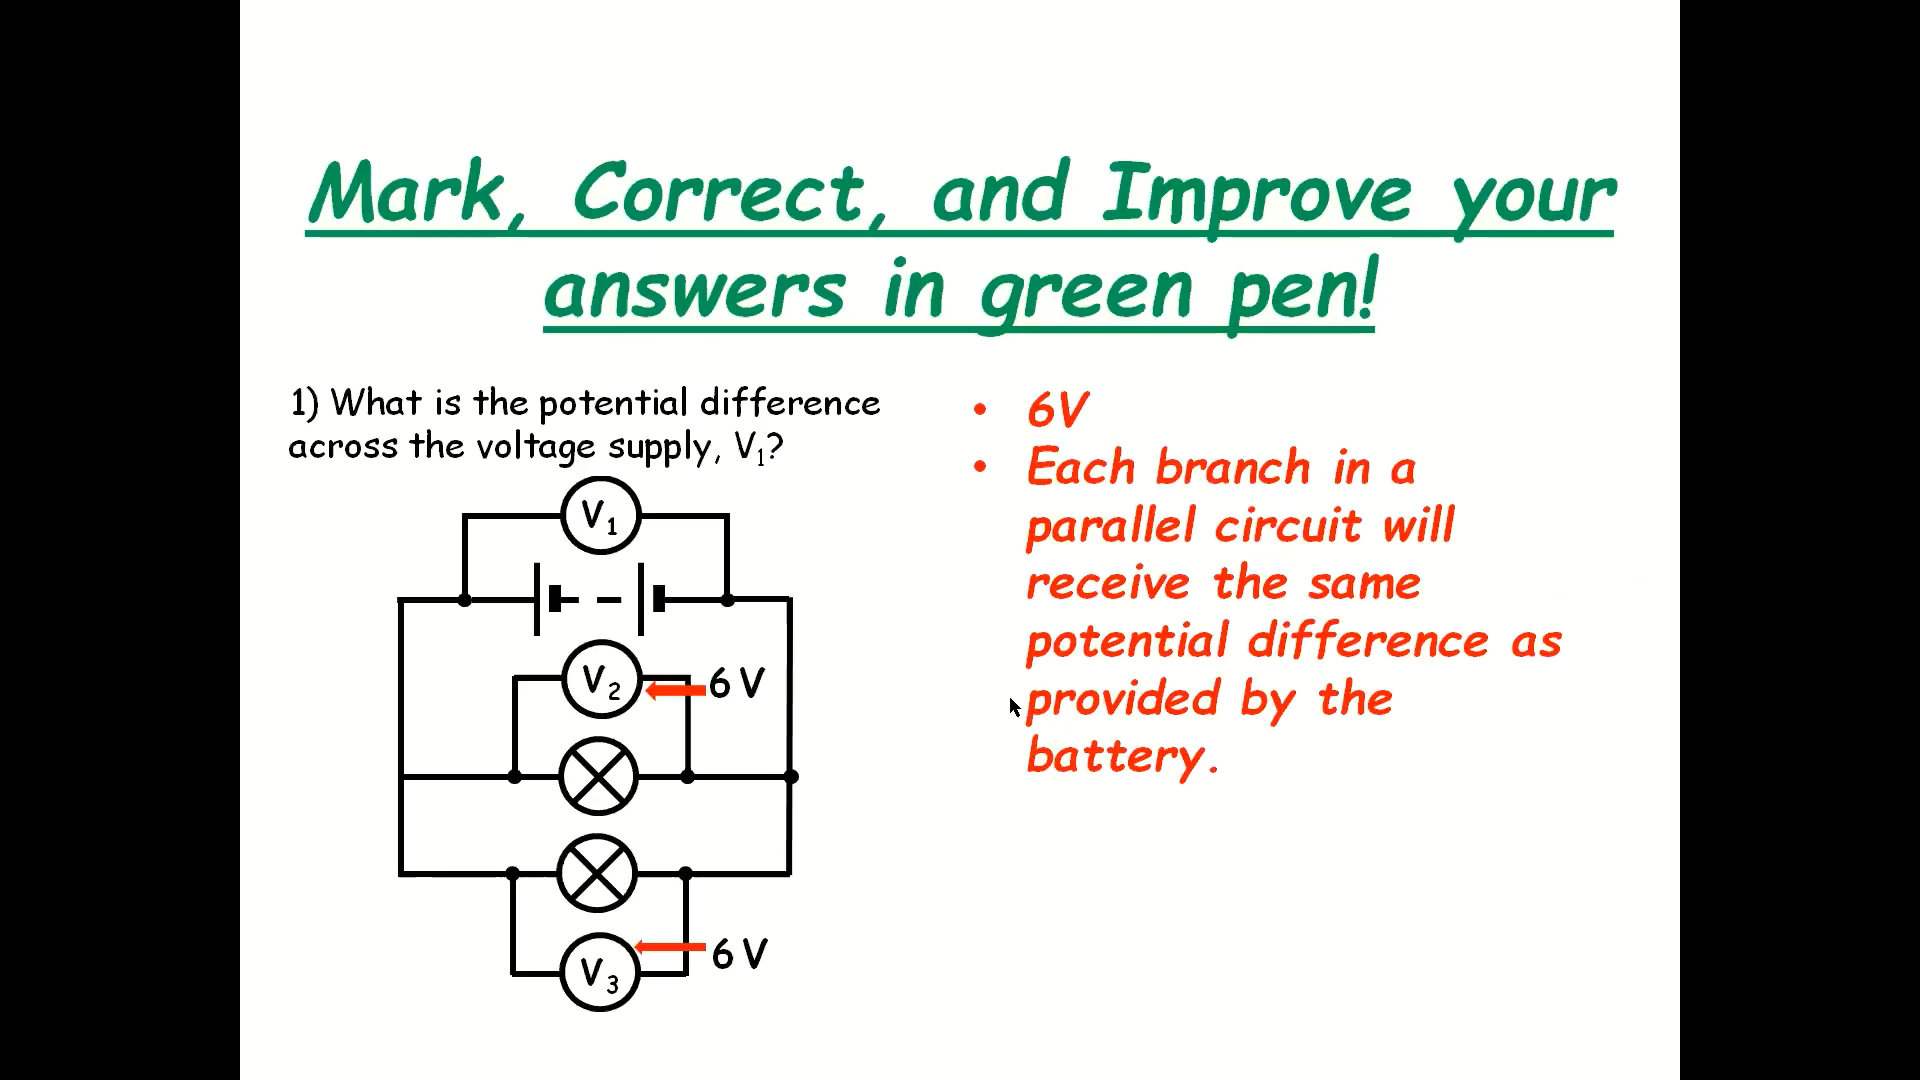 Mark, Correct, and Improve your
answers in green pen!
1) What is the potential difference
across the voltage supply, V₁?
V₁
V₂
6 V
V₃
6 V
• 6V
• Each branch in a
parallel circuit will
receive the same
potential difference as
provided by the
battery.